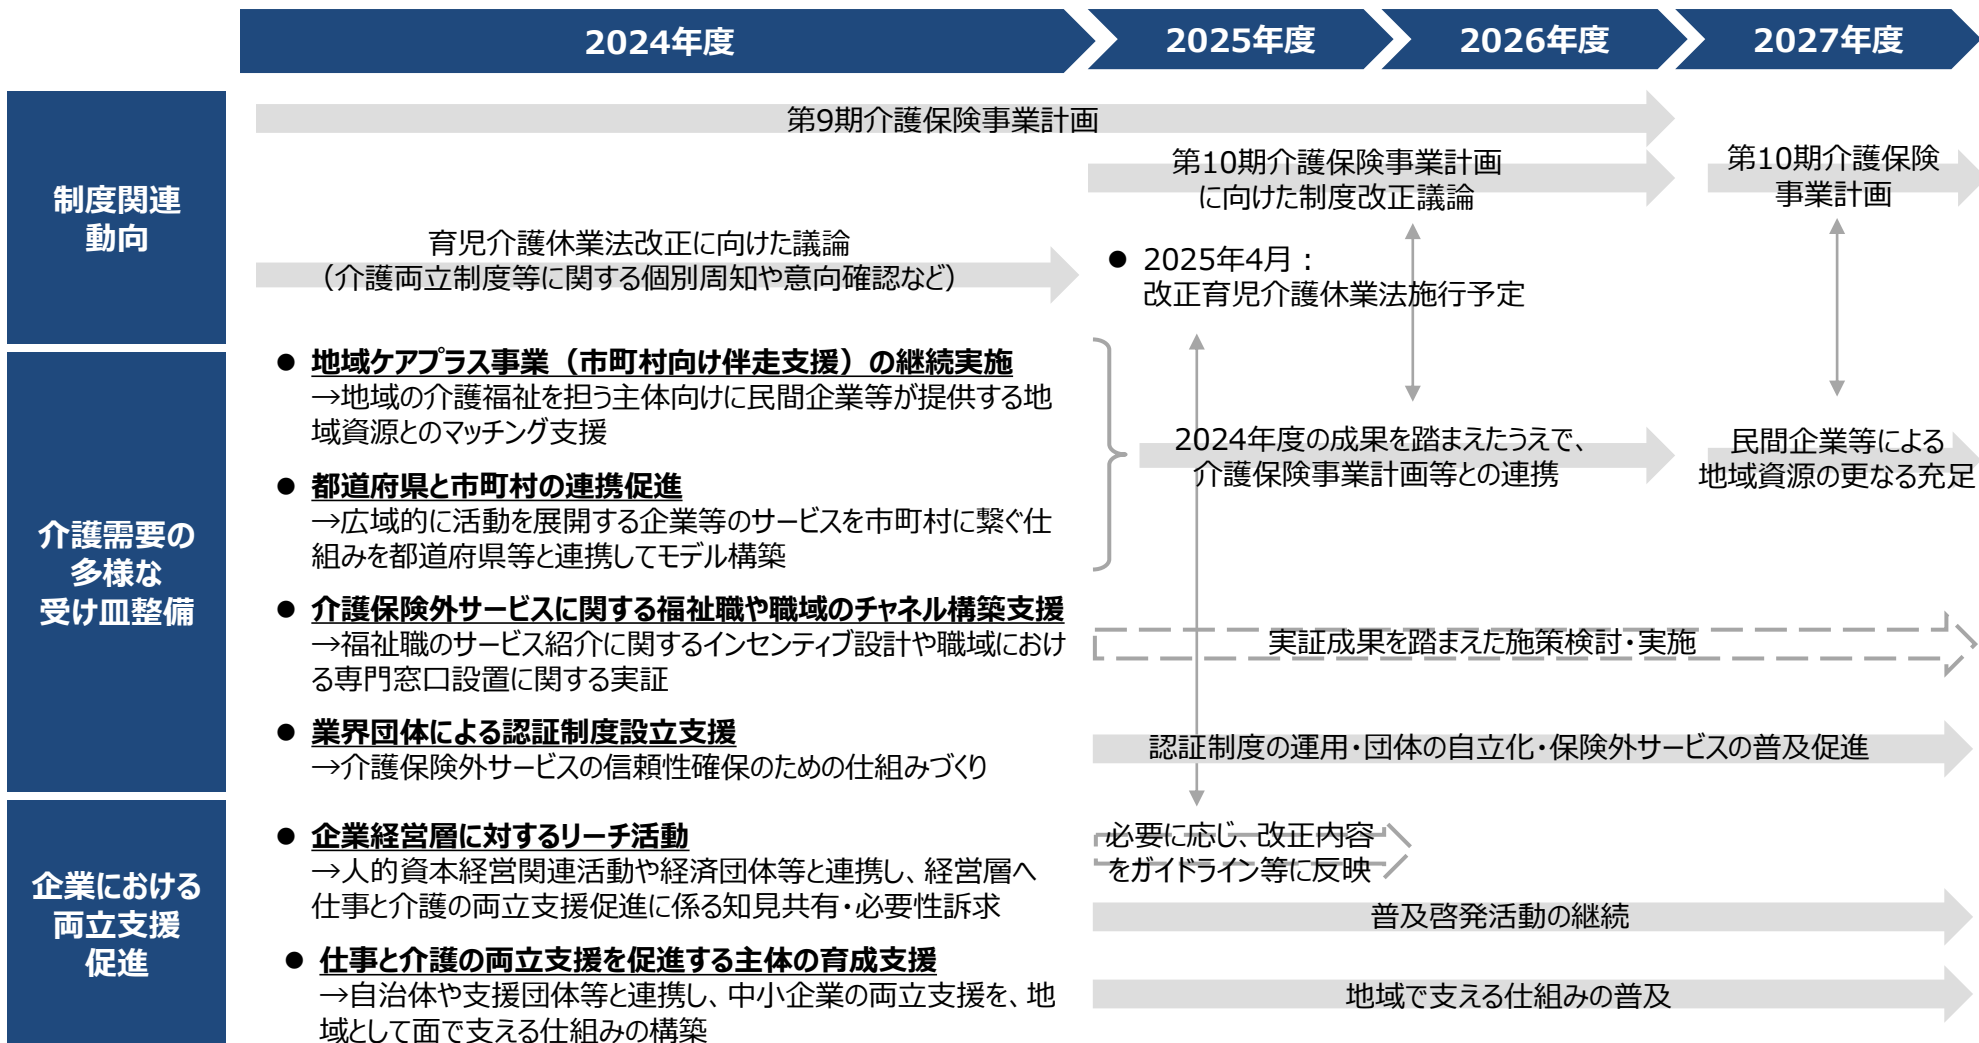 2024年度
2025年度
2026年度
2027年度
制度関連
動向
第9期介護保険事業計画
第10期介護保険事業計画
に向けた制度改正議論
第10期介護保険
事業計画
育児介護休業法改正に向けた議論
（介護両立制度等に関する個別周知や意向確認など）
● 2025年4月：
改正育児介護休業法施行予定
介護需要の
多様な
受け皿整備
● 地域ケアプラス事業（市町村向け伴走支援）の継続実施
→地域の介護福祉を担う主体向けに民間企業等が提供する地
域資源とのマッチング支援
● 都道府県と市町村の連携促進
→広域的に活動を展開する企業等のサービスを市町村に繋ぐ仕
組みを都道府県等と連携してモデル構築
2024年度の成果を踏まえたうえで、
介護保険事業計画等との連携
民間企業等による
地域資源の更なる充足
● 介護保険外サービスに関する福祉職や職域のチャネル構築支援
→福祉職のサービス紹介に関するインセンティブ設計や職域におけ
る専門窓口設置に関する実証
実証成果を踏まえた施策検討・実施
● 業界団体による認証制度設立支援
→介護保険外サービスの信頼性確保のための仕組みづくり
認証制度の運用・団体の自立化・保険外サービスの普及促進
企業における
両立支援
促進
● 企業経営層に対するリーチ活動
→人的資本経営関連活動や経済団体等と連携し、経営層へ
仕事と介護の両立支援促進に係る知見共有・必要性訴求
必要に応じ、改正内容
をガイドライン等に反映
普及啓発活動の継続
● 仕事と介護の両立支援を促進する主体の育成支援
→自治体や支援団体等と連携し、中小企業の両立支援を、地
域として面で支える仕組みの構築
地域で支える仕組みの普及